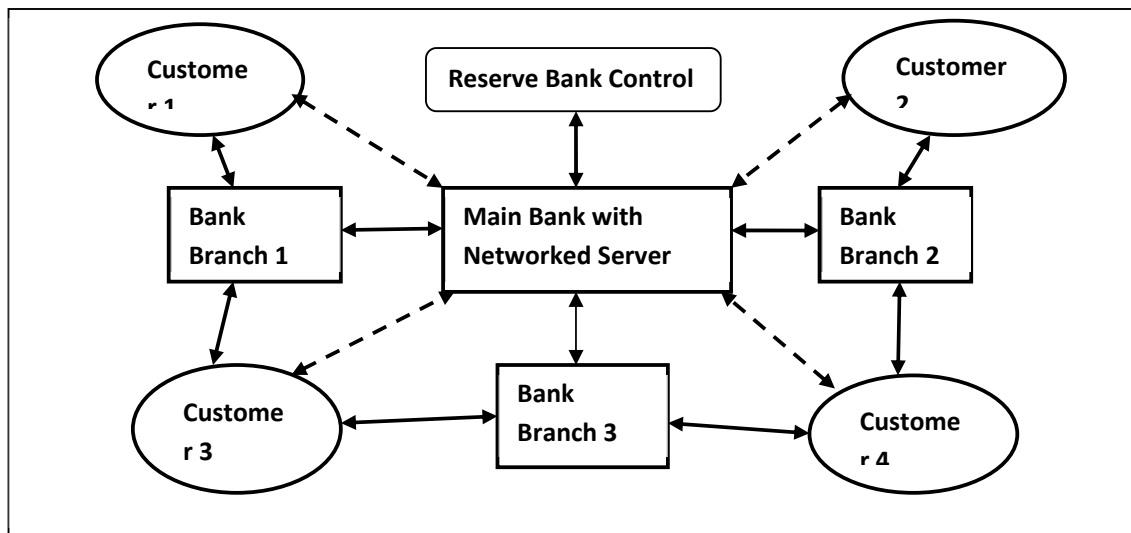 Custome
r 1
Reserve Bank Control
Customer
2
Bank
Branch 1
Main Bank with
Networked Server
Bank
Branch 2
Custome
r 3
Bank
Branch 3
Custome
r 4